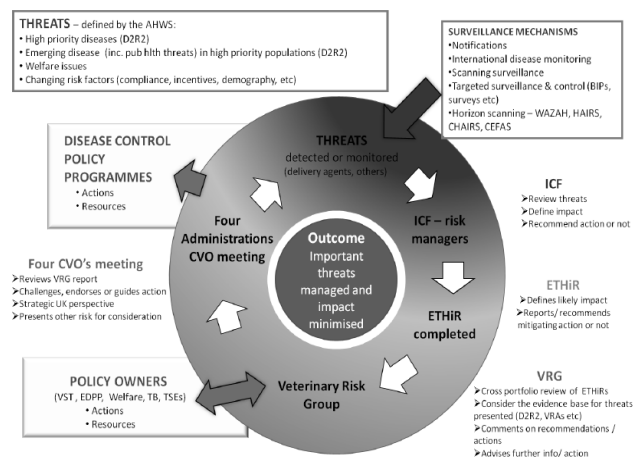 THREATS – defined by the AHWS:
• High priority diseases (D2R2)
• Emerging disease (inc. pub hlth threats) in high priority populations (D2R2)
• Welfare issues
• Changing risk factors (compliance, incentives, demography, etc)
SURVEILLANCE MECHANISMS
•Notifications
•International disease monitoring
•Scanning surveillance
•Targeted surveillance & control (BIPs,
surveys etc)
•Horizon scanning – WAZAH, HAIRS,
CHAIRS, CEFAS
DISEASE CONTROL
POLICY
PROGRAMMES
• Actions
• Resources
THREATS
detected or monitored
(delivery agents, others)
ICF – risk
managers
ETHiR
completed
Veterinary Risk
Group
Four
Administrations
CVO meeting
Outcome
Important
threats
managed and
impact
minimised
ICF
➢Review threats
➢Define impact
➢Recommend action or not
ETHiR
➢Defines likely impact
➢Reports/ recommends
mitigating action or not
VRG
➢Cross portfolio review of ETHiRs
➢Consider the evidence base for threats
presented (D2R2, VRAs etc)
➢Comments on recommendations /
actions
➢Advises further info/ action
Four CVO's meeting
➢Reviews VRG report
➢Challenges, endorses or guides action
➢Strategic UK perspective
➢Presents other risk for consideration
POLICY OWNERS
(VST , EDPP, Welfare, TB, TSEs)
• Actions
• Resources